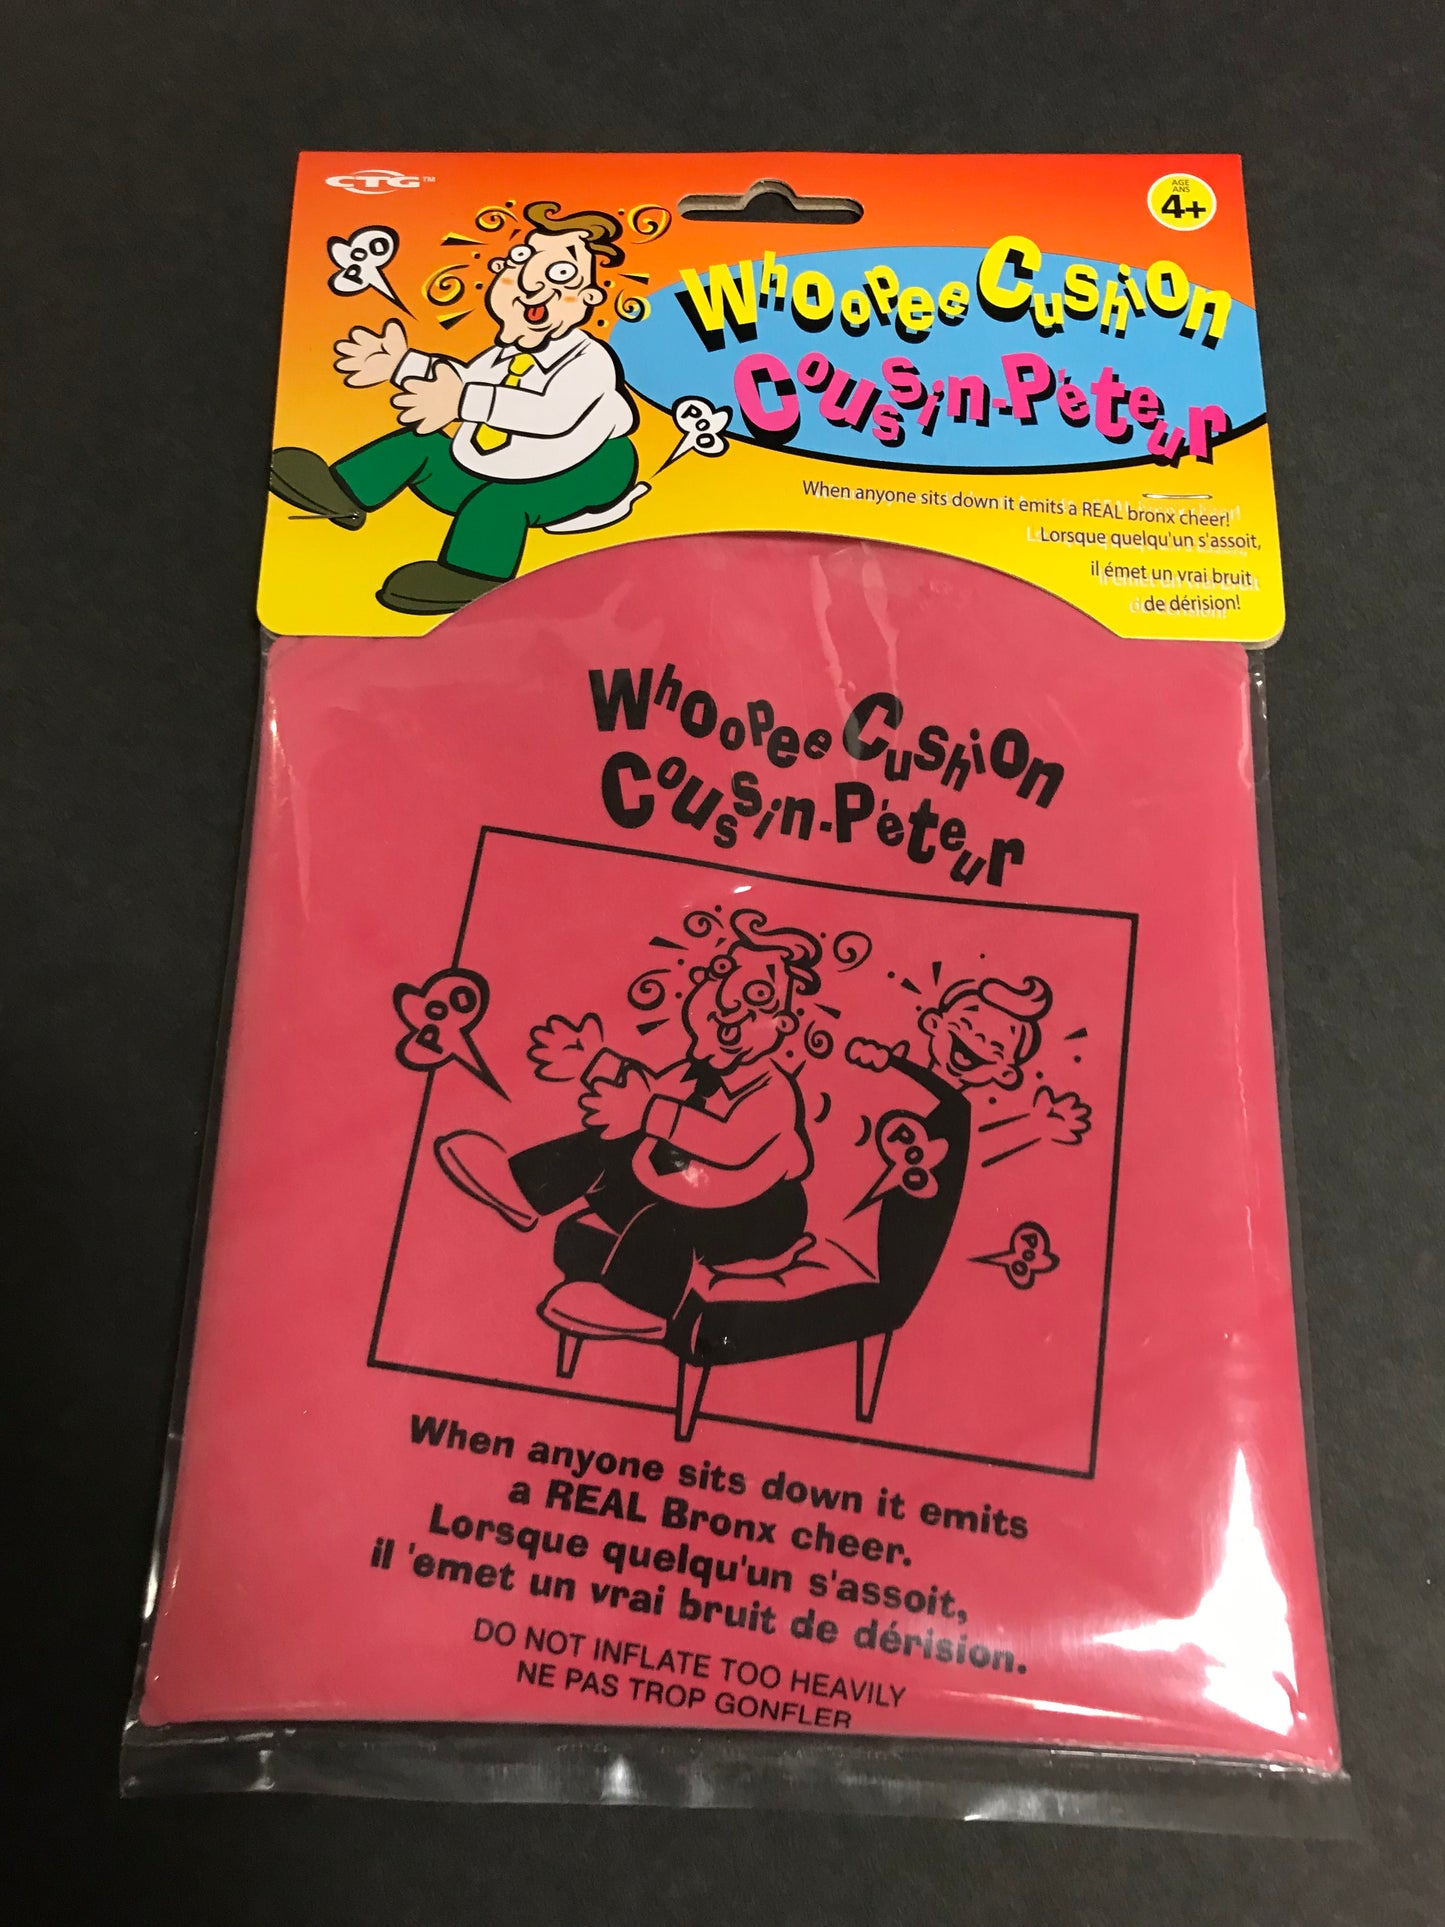 CTG™
AGE
ANS
4+
POO
Whoopee Cushion
Coussin-Péteur
POO
When anyone sits down it emits a REAL bronx cheer!
Lorsque quelqu'un s'assoit,
il émet un vrai bruit
de dérision!
Whoopee Cushion
Coussin-Péteur
POO
POO
POO
When anyone sits down it emits
a REAL Bronx cheer.
Lorsque quelqu'un s'assoit,
il 'emet un vrai bruit de dérision.
DO NOT INFLATE TOO HEAVILY
NE PAS TROP GONFLER